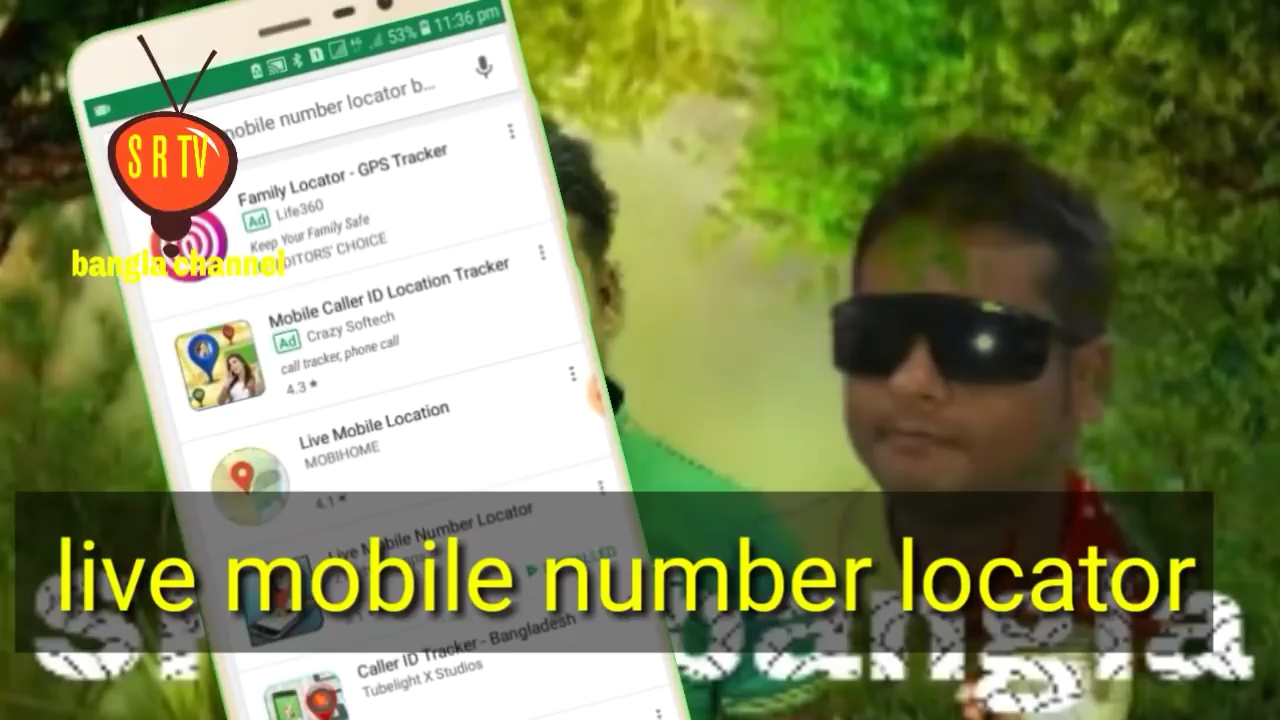 53% 11:36 pm
mobile number locator b...
S R TV
bangla channel
Family Locator - GPS Tracker
Ad Life360
Keep Your Family Safe
EDITORS' CHOICE
Mobile Caller ID Location Tracker
Ad Crazy Softech
call tracker, phone call
4.3 ★
Live Mobile Location
MOBIHOME
4.1 ★
Live Mobile Number Locator
live mobile number locator
bangla
Caller ID Tracker - Bangladesh
Tubelight X Studios